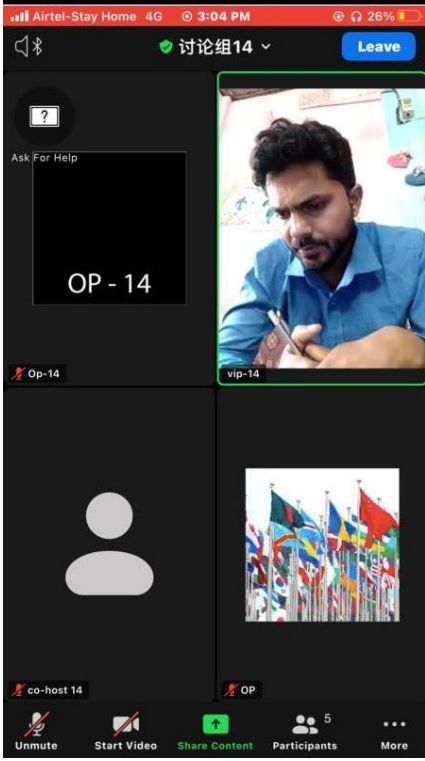 Airtel-Stay Home 4G 3:04 PM 26%
讨论组14
Leave
?
Ask For Help
OP - 14
Op-14
vip-14
co-host 14
OP
5
Unmute Start Video Share Content Participants More